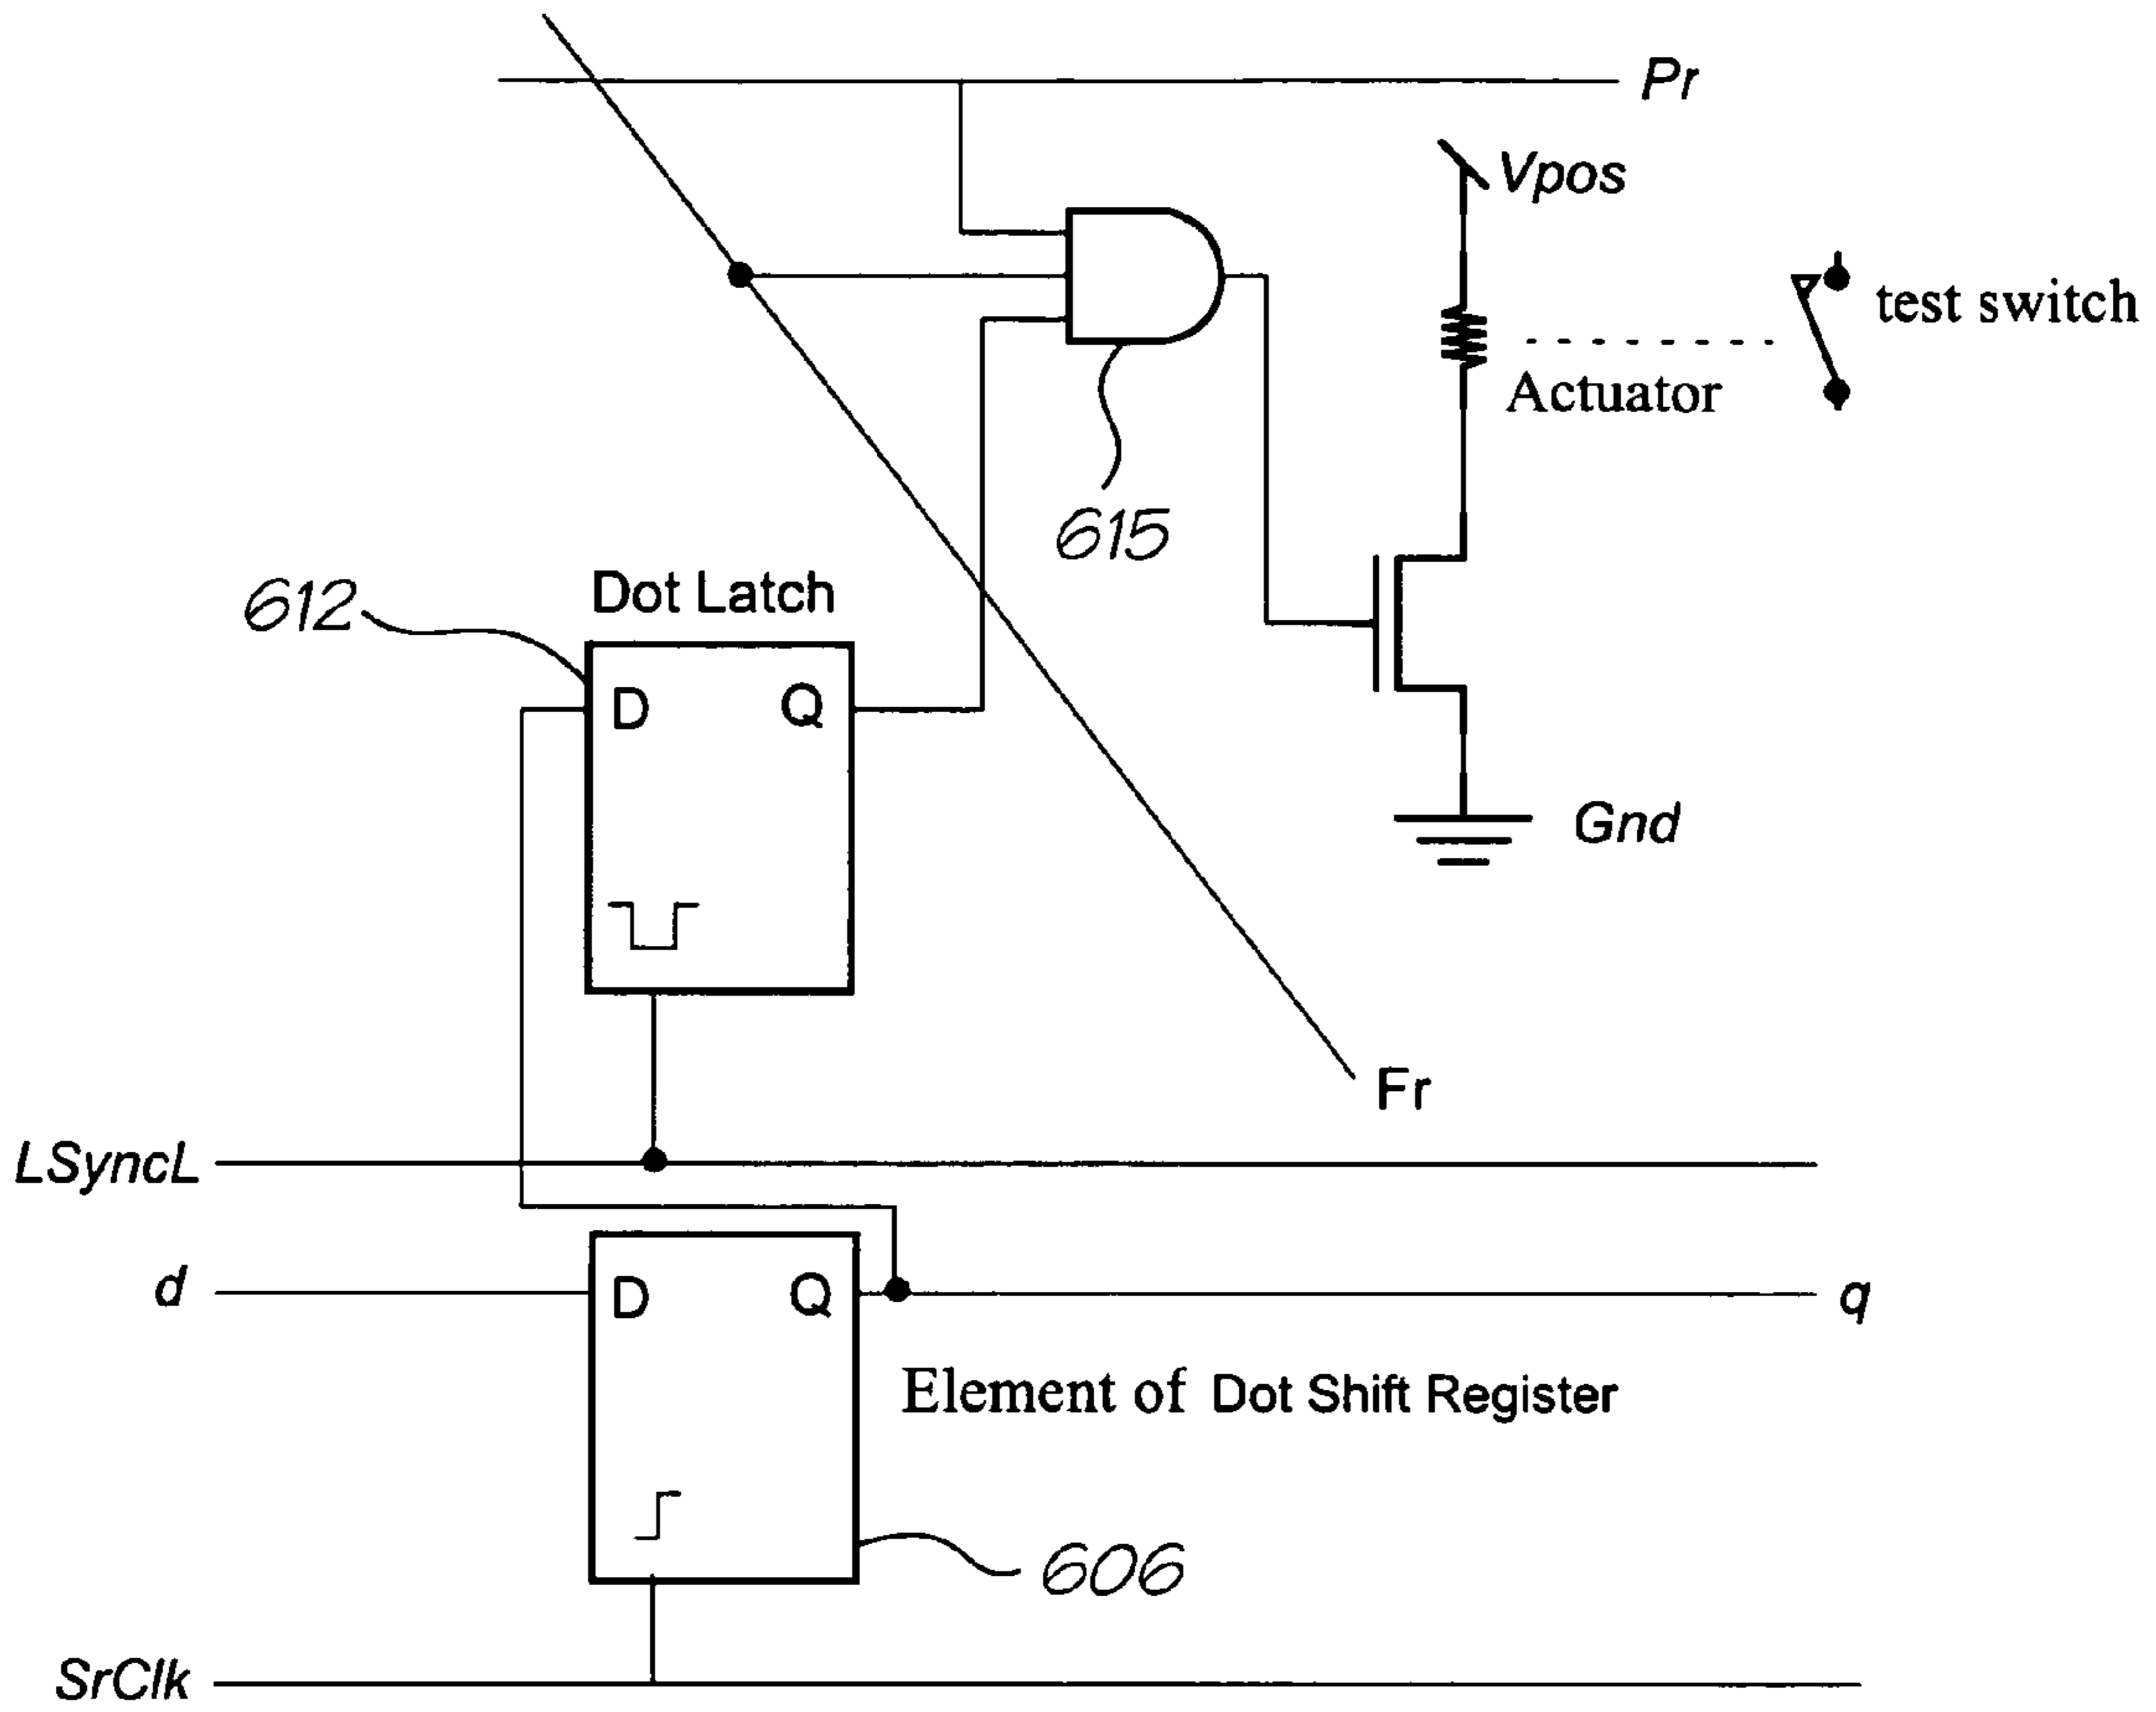 Pr
Vpos
test switch
Actuator
615
612
Dot Latch
D
Q
Gnd
Fr
LSyncL
d
D
Q
q
Element of Dot Shift Register
606
SrClk